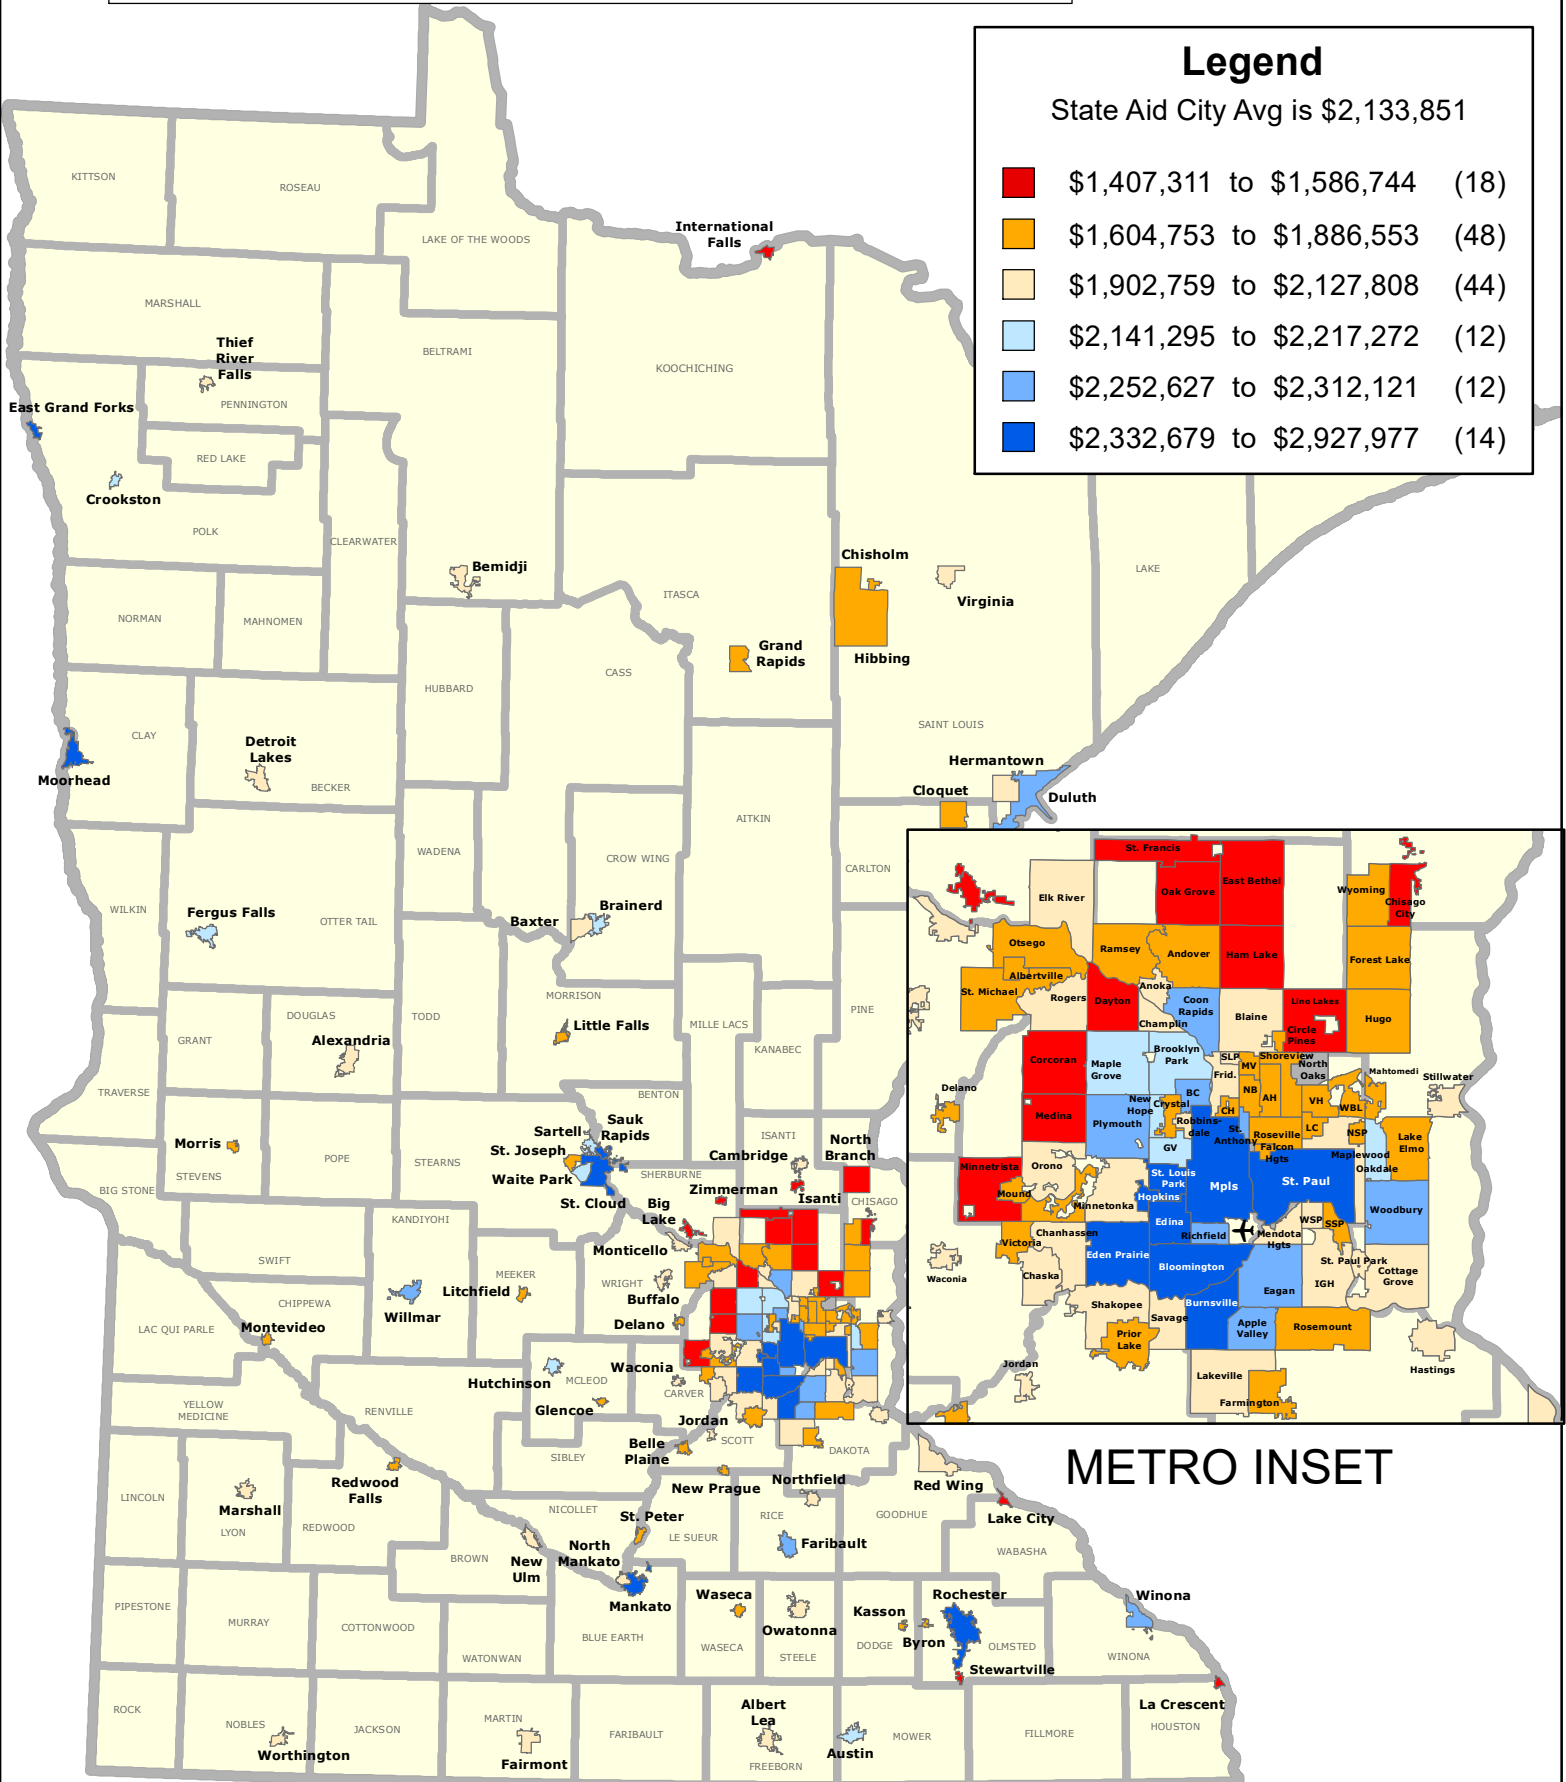 Legend
State Aid City Avg is $2,133,851
$1,407,311 to $1,586,744 (18)
$1,604,753 to $1,886,553 (48)
$1,902,759 to $2,127,808 (44)
$2,141,295 to $2,217,272 (12)
$2,252,627 to $2,312,121 (12)
$2,332,679 to $2,927,977 (14)
KITTSON
ROSEAU
LAKE OF THE WOODS
International
Falls
MARSHALL
BELTRAMI
KOOCHICHING
Thief
River
Falls
PENNINGTON
East Grand Forks
RED LAKE
Crookston
POLK
CLEARWATER
Bemidji
Chisholm
Virginia
LAKE
ITASCA
NORMAN
MAHNOMEN
Grand
Rapids
Hibbing
HUBBARD
CASS
SAINT LOUIS
CLAY
Detroit
Lakes
Moorhead
BECKER
Hermantown
Duluth
Cloquet
AITKIN
WADENA
CROW WING
CARLTON
WILKIN
Fergus Falls
OTTER TAIL
Baxter
Brainerd
MORRISON
Little Falls
MILLE LACS
PINE
KANABEC
DOUGLAS
TODD
GRANT
Alexandria
TRAVERSE
BENTON
Sauk
Rapids
Sartell
St. Joseph
Waite Park
St. Cloud
ISANTI
Cambridge
North
Branch
Morris
STEVENS
POPE
STEARNS
SHERBURNE
Zimmerman
Isanti
CHISAGO
BIG STONE
Big
Lake
Monticello
KANDIYOHI
SWIFT
MEEKER
WRIGHT
Buffalo
Litchfield
CHIPPEWA
Willmar
Delano
LAC QUI PARLE
Montevideo
Waconia
Hutchinson
MCLEOD
CARVER
Glencoe
YELLOW
MEDICINE
RENVILLE
Jordan
SCOTT
Belle
Plaine
DAKOTA
SIBLEY
New Prague
Northfield
Red Wing
Redwood
Falls
LINCOLN
Marshall
LYON
REDWOOD
NICOLLET
St. Peter
LE SUEUR
RICE
Faribault
GOODHUE
Lake City
WABASHA
BROWN
New
Ulm
North
Mankato
Mankato
Waseca
WASECA
Owatonna
STEELE
Kasson
DODGE
Byron
Rochester
OLMSTED
Stewartville
Winona
WINONA
PIPESTONE
MURRAY
COTTONWOOD
WATONWAN
BLUE EARTH
La Crescent
HOUSTON
ROCK
NOBLES
Worthington
JACKSON
MARTIN
Fairmont
FARIBAULT
Albert
Lea
FREEBORN
Austin
MOWER
FILLMORE
St. Francis
Elk River
Oak Grove
East Bethel
Wyoming
Chisago
City
Otsego
Ramsey
Andover
Ham Lake
Forest Lake
Albertville
St. Michael
Rogers
Dayton
Anoka
Champlin
Coon
Rapids
Blaine
Lino Lakes
Circle
Pines
Hugo
Corcoran
Maple
Grove
Brooklyn
Park
SLP
Shoreview
MV
Frid.
North
Oaks
Mahtomedi
Stillwater
Delano
Medina
Plymouth
New
Hope
Crystal
BC
NB
AH
VH
WBL
CH
Robbins-
dale
GV
St.
Anthony
Roseville
Falcon
Hgts
LC
NSP
Maplewood
Oakdale
Lake
Elmo
Minnetrista
Orono
Mound
Minnetonka
St. Louis
Park
Hopkins
Mpls
St. Paul
Woodbury
Edina
Richfield
WSP
SSP
Mendota
Hgts
Victoria
Chanhassen
Eden Prairie
Bloomington
St. Paul Park
Waconia
Chaska
Eagan
IGH
Cottage
Grove
Shakopee
Savage
Burnsville
Apple
Valley
Rosemount
Prior
Lake
Jordan
Lakeville
Farmington
Hastings
METRO INSET